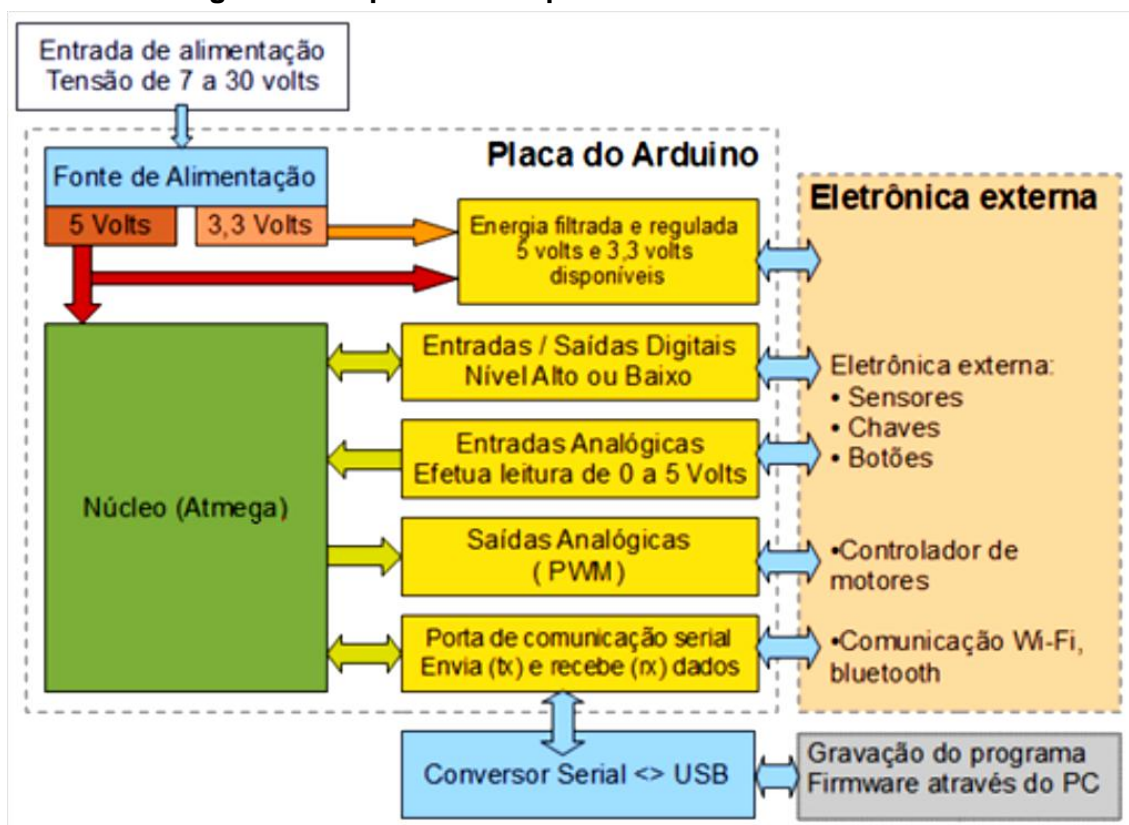 Entrada de alimentação
Tensão de 7 a 30 volts
Placa do Arduino
Fonte de Alimentação
5 Volts
3,3 Volts
Energia filtrada e regulada
5 volts e 3,3 volts
disponíveis
Eletrônica externa
Núcleo (Atmega)
Entradas / Saídas Digitais
Nível Alto ou Baixo
Entradas Analógicas
Efetua leitura de 0 a 5 Volts
Saídas Analógicas
( PWM)
Porta de comunicação serial
Envia (tx) e recebe (rx) dados
Eletrônica externa:
• Sensores
• Chaves
• Botões
•Controlador de
motores
•Comunicação Wi-Fi,
bluetooth
Conversor Serial <> USB
Gravação do programa
Firmware através do PC